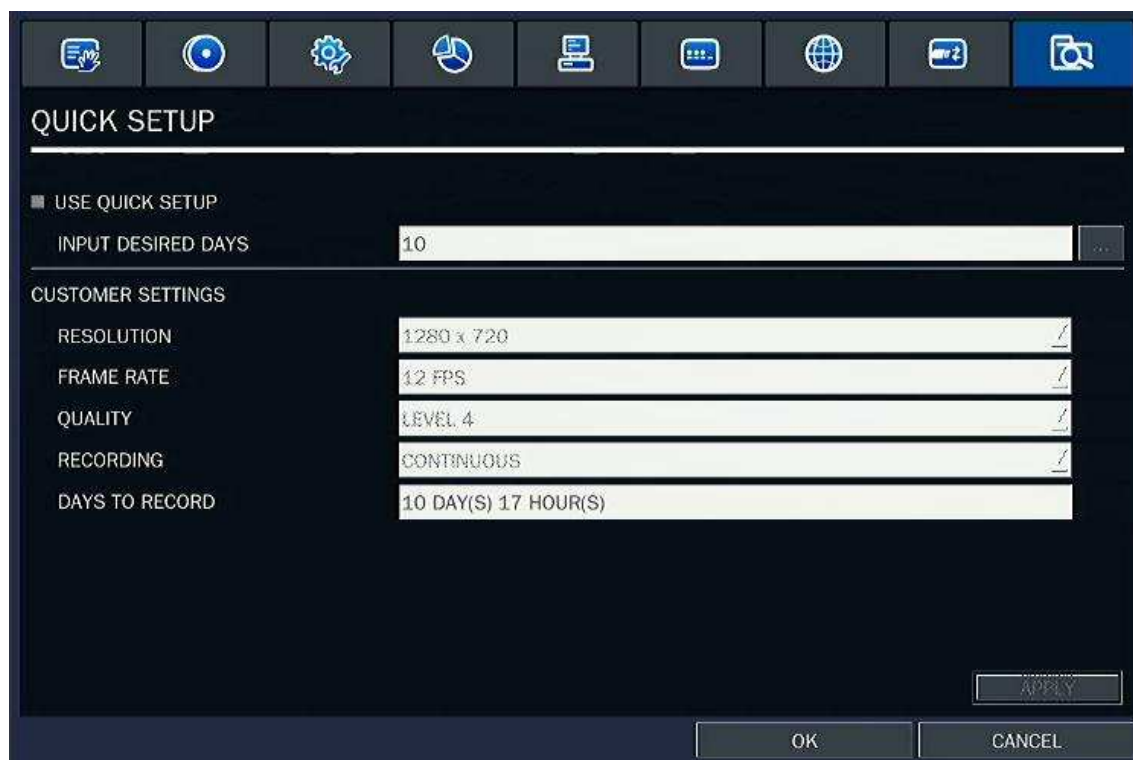 QUICK SETUP
USE QUICK SETUP
INPUT DESIRED DAYS 10 ...
CUSTOMER SETTINGS
RESOLUTION 1280 x 720
FRAME RATE 12 FPS
QUALITY LEVEL 4
RECORDING CONTINUOUS
DAYS TO RECORD 10 DAY(S) 17 HOUR(S)
APPLY
OK CANCEL